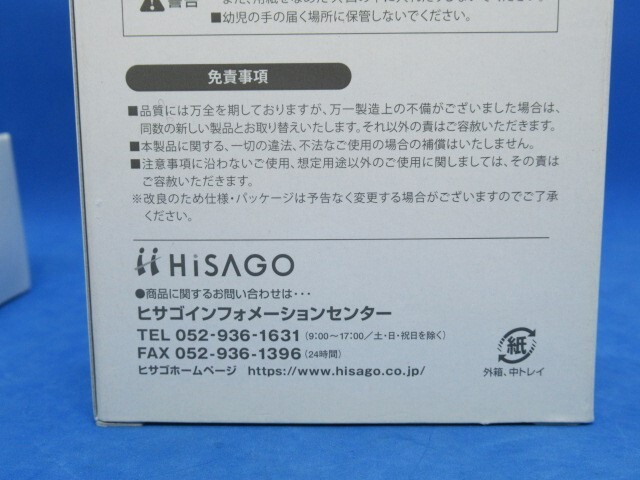 警告
■幼児の手の届く場所に保管しないでください。
免責事項
■品質には万全を期しておりますが、万一製造上の不備がございました場合は、
同数の新しい製品とお取り替えいたします。それ以外の責はご容赦いただきます。
■本製品に関する、一切の違法、不法なご使用の場合の補償はいたしません。
■注意事項に沿わないご使用、想定用途以外のご使用に関しましては、その責は
ご容赦いただきます。
※改良のため仕様・パッケージは予告なく変更する場合がございますのでご了承
ください。
HiSAGO
●商品に関するお問い合わせは・・・
ヒサゴインフォメーションセンター
TEL 052-936-1631（9:00～17:00／土・日・祝日を除く）
FAX 052-936-1396（24時間）
ヒサゴホームページ https://www.hisago.co.jp/
紙
外箱、中トレイ